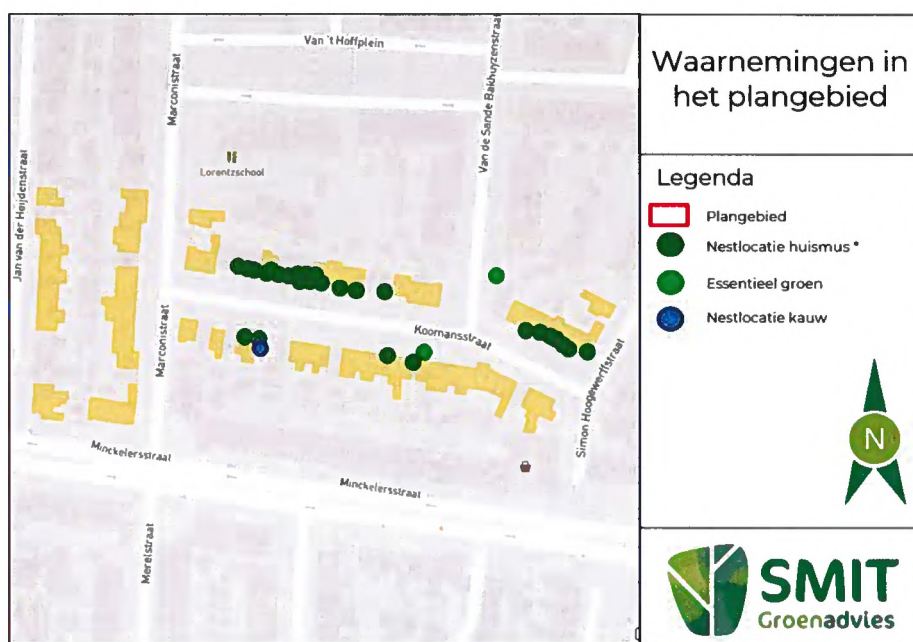 Waarnemingen in
het plangebied
Legenda
Plangebied
Nestlocatie huismus *
Essentieel groen
Nestlocatie kauw
N
SMIT
Groenadvies
Van 't Hoffplein
Marconistraat
Van de Sande Bakhuyzenstraat
Lorentzschool
Jan van der Heijdenstraat
Koomansstraat
Marconistraat
Simon Hoogewerffstraat
Minckelersstraat
Minckelersstraat
Merelstraat